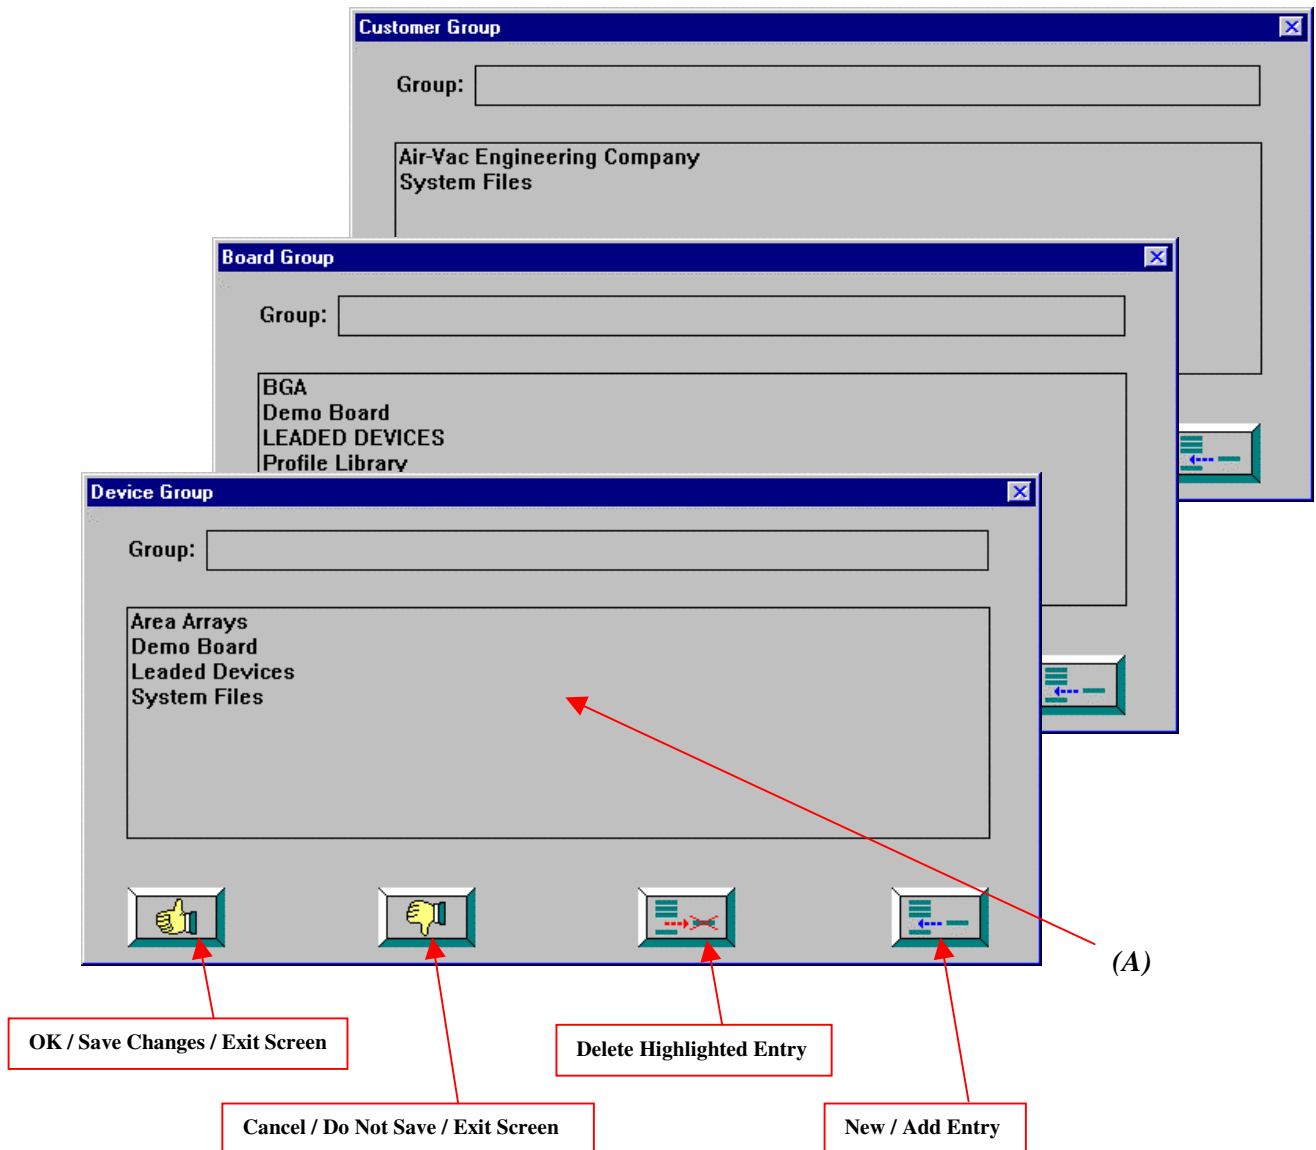 Customer Group
Group:
Air-Vac Engineering Company
System Files
Board Group
Group:
BGA
Demo Board
LEADED DEVICES
Profile Library
Device Group
Group:
Area Arrays
Demo Board
Leaded Devices
System Files
(A)
OK / Save Changes / Exit Screen
Delete Highlighted Entry
Cancel / Do Not Save / Exit Screen
New / Add Entry